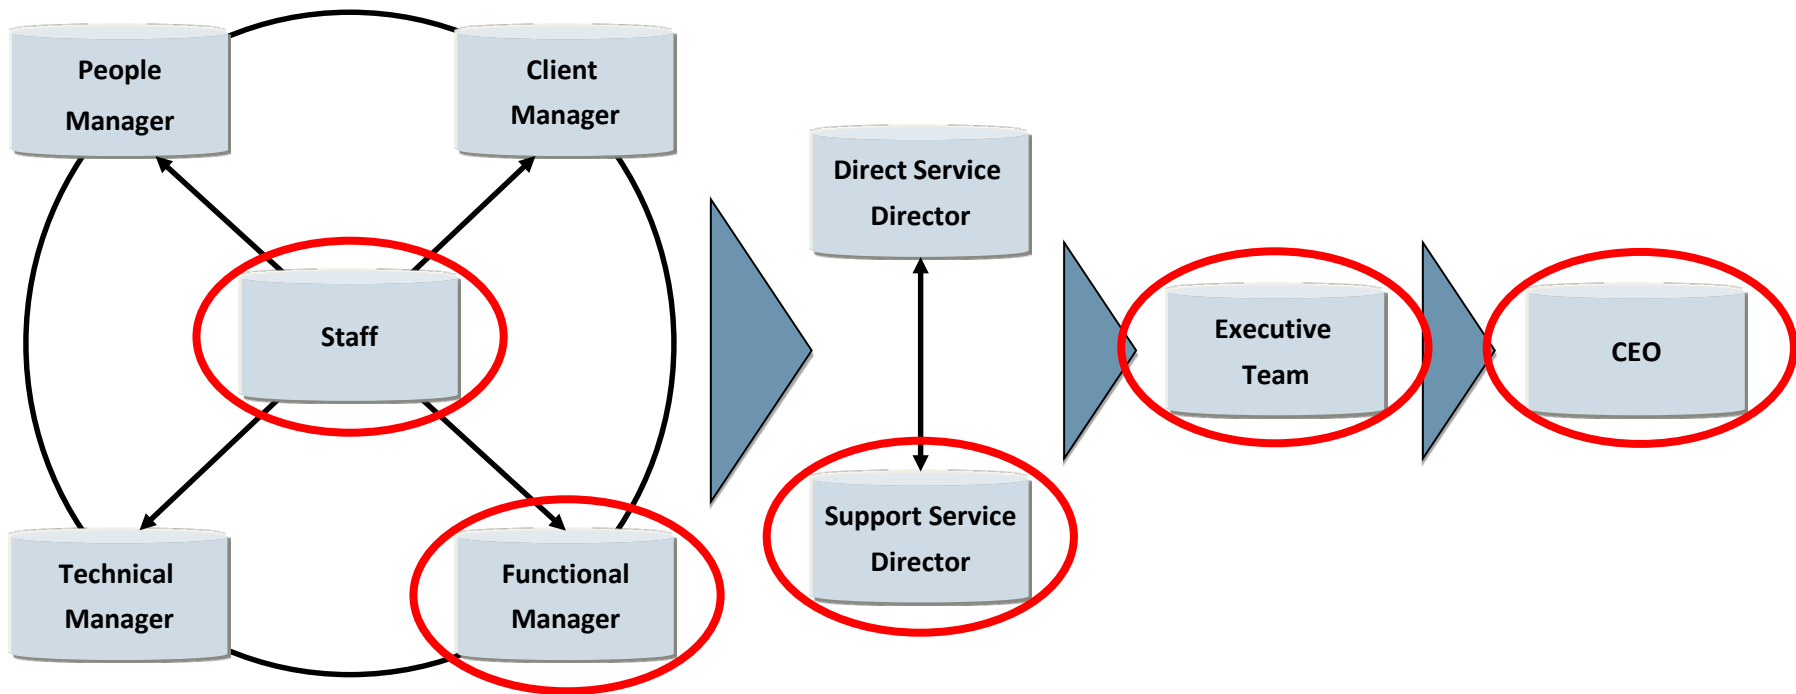 People
Manager
Client
Manager
Staff
Technical
Manager
Functional
Manager
Direct Service
Director
Support Service
Director
Executive
Team
CEO